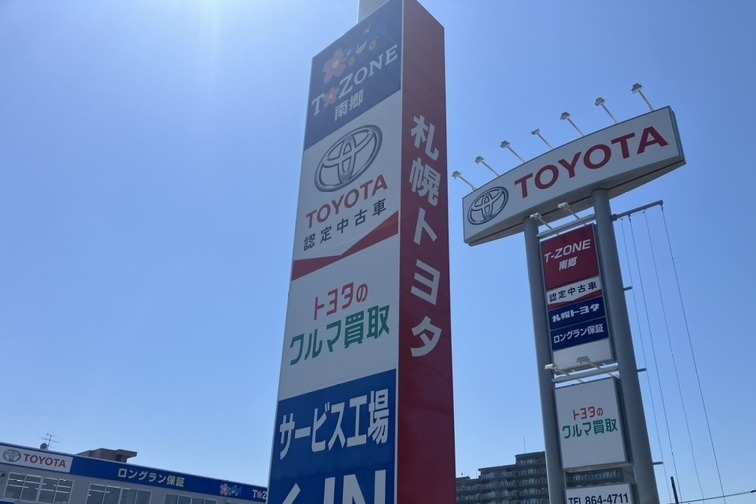 T★ZONE
南郷
TOYOTA
認定中古車
トヨタの
クルマ買取
サービス工場
IN
札幌トヨタ
TOYOTA
T-ZONE
南郷
認定中古車
札幌トヨタ
ロングラン保証
トヨタの
クルマ買取
TEL 864-4711
TOYOTA
ロングラン保証
T★ZONE